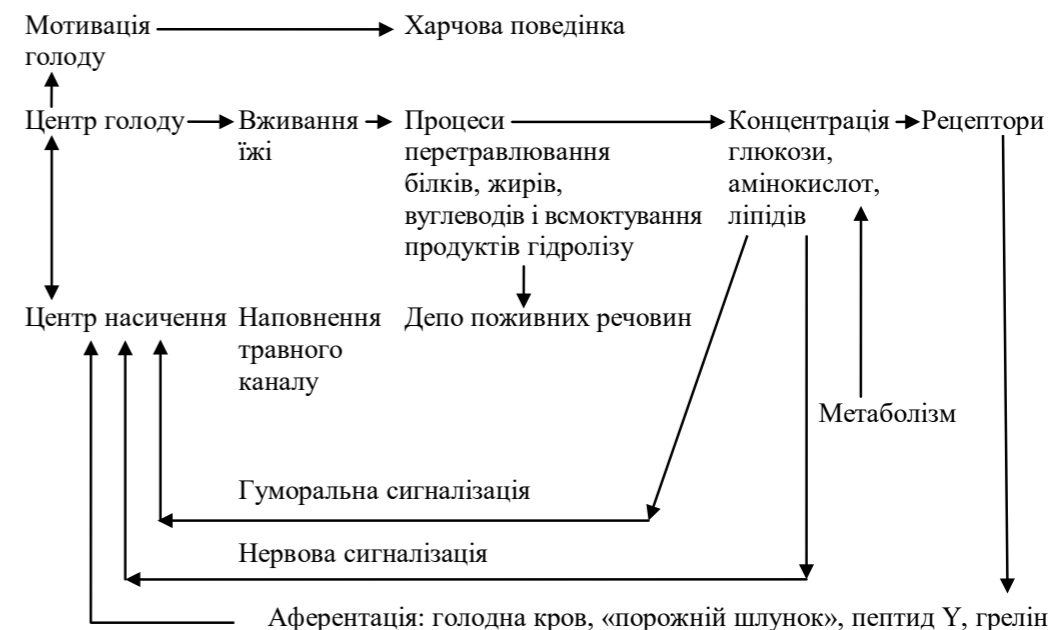 Мотивація
голоду
Харчова поведінка
Центр голоду
Вживання
їжі
Процеси
перетравлювання
білків, жирів,
вуглеводів і всмоктування
продуктів гідролізу
Концентрація
глюкози,
амінокислот,
ліпідів
Рецептори
Центр насичення
Наповнення
травного
каналу
Депо поживних речовин
Метаболізм
Гуморальна сигналізація
Нервова сигналізація
Аферентація: голодна кров, «порожній шлунок», пептид Y, грелін